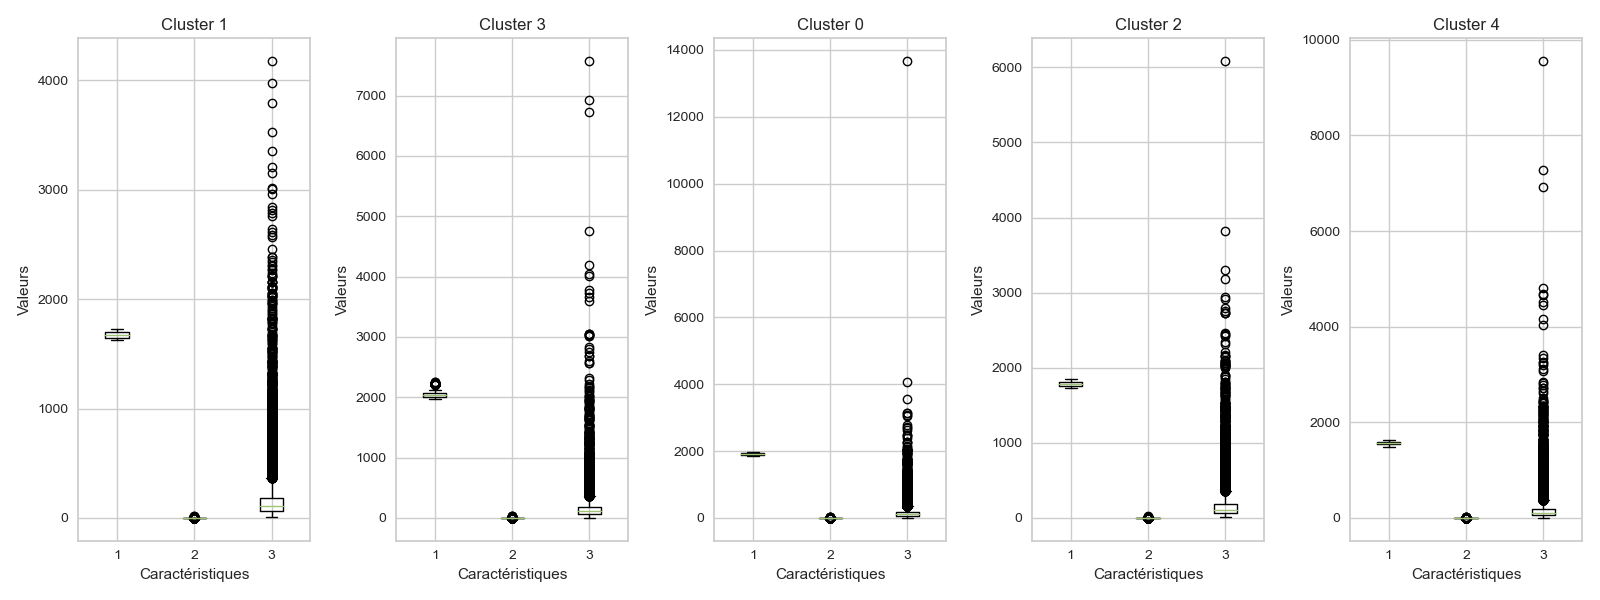 Cluster 1
Valeurs
4000
3000
2000
1000
0
1 2 3
Caractéristiques
Cluster 3
Valeurs
7000
6000
5000
4000
3000
2000
1000
0
1 2 3
Caractéristiques
Cluster 0
Valeurs
14000
12000
10000
8000
6000
4000
2000
0
1 2 3
Caractéristiques
Cluster 2
Valeurs
6000
5000
4000
3000
2000
1000
0
1 2 3
Caractéristiques
Cluster 4
Valeurs
10000
8000
6000
4000
2000
0
1 2 3
Caractéristiques